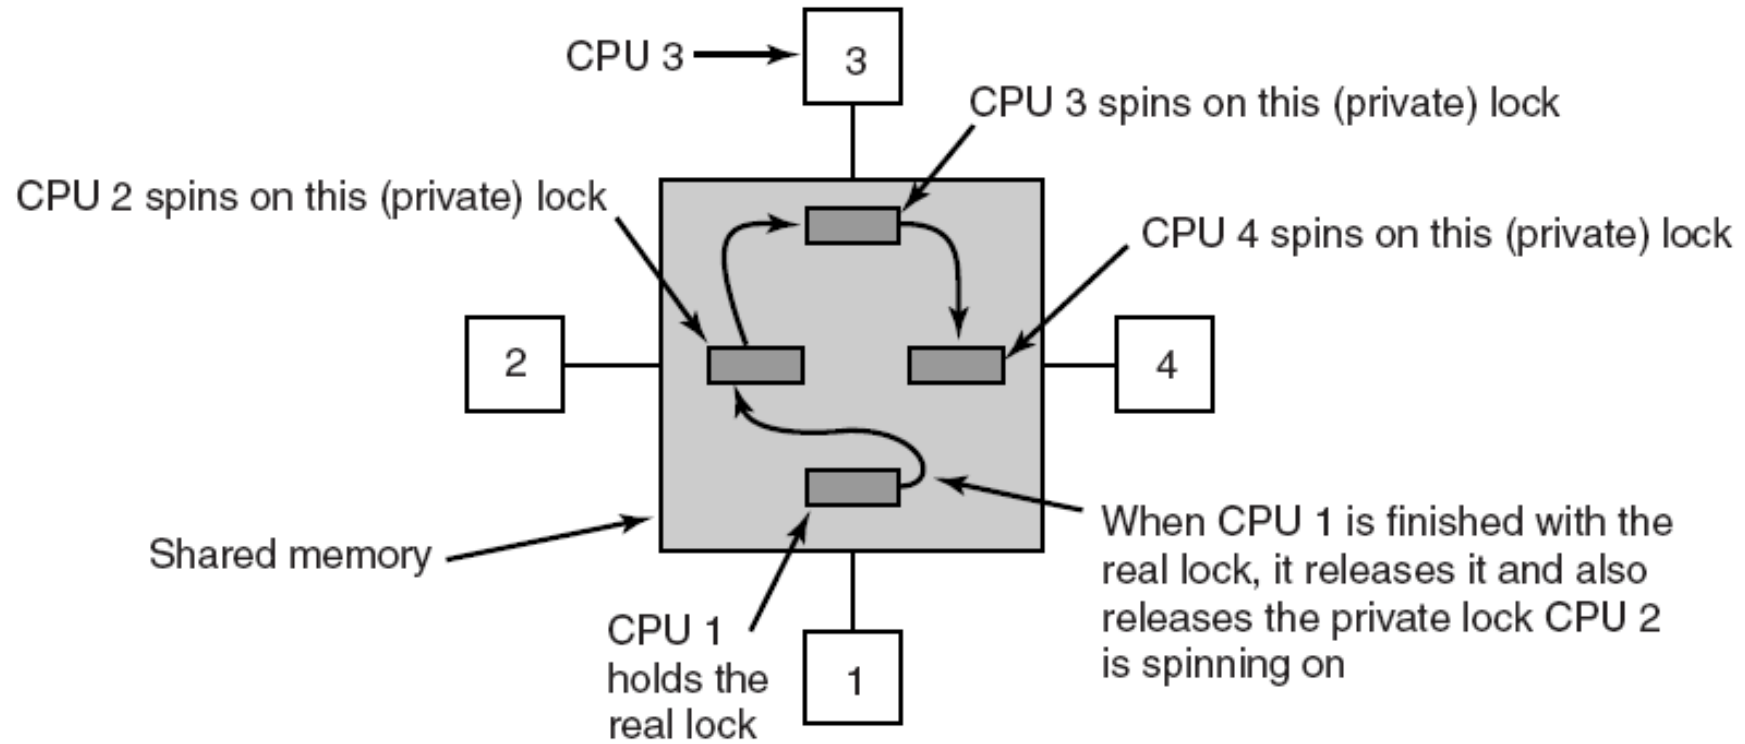 CPU 3
3
CPU 3 spins on this (private) lock
CPU 2 spins on this (private) lock
CPU 4 spins on this (private) lock
2
4
Shared memory
When CPU 1 is finished with the
real lock, it releases it and also
releases the private lock CPU 2
is spinning on
CPU 1
holds the
real lock
1